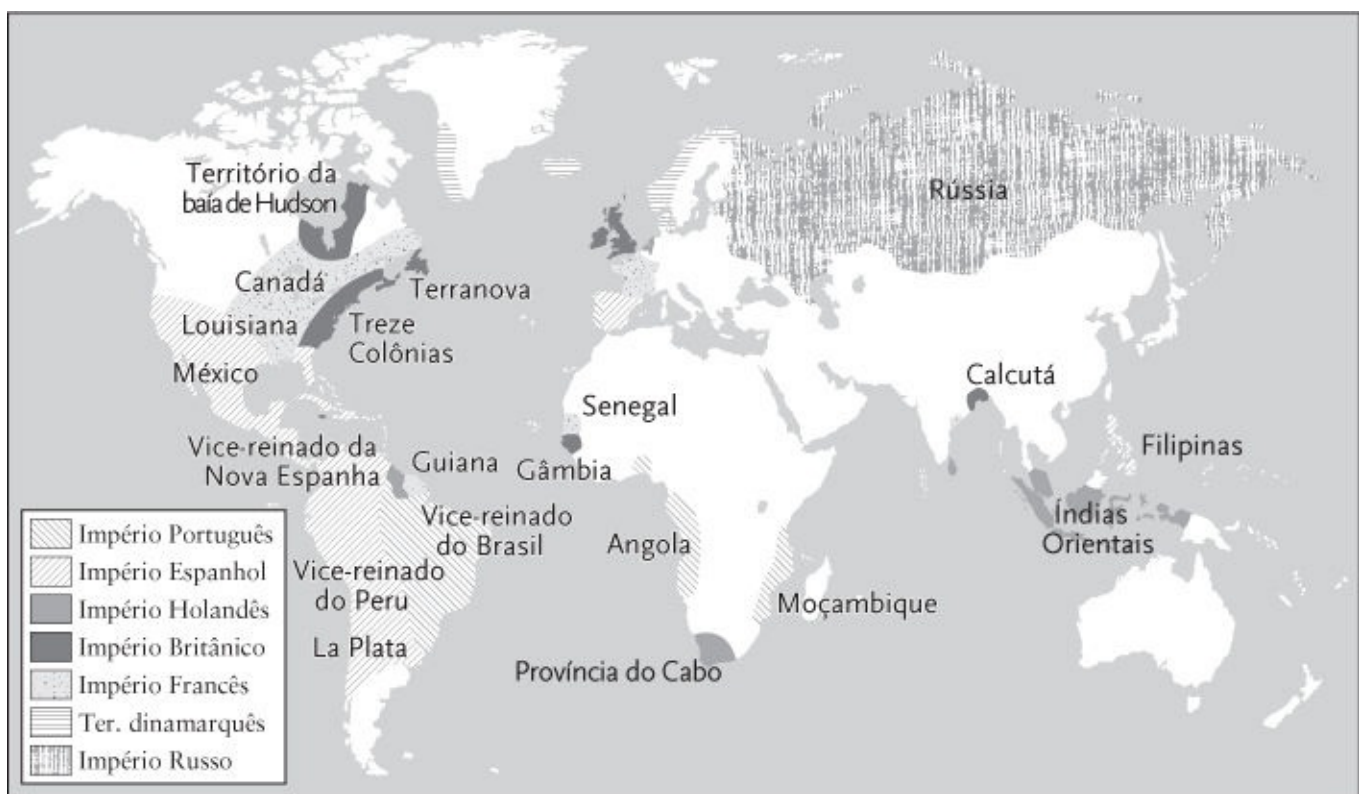 Território da
baía de Hudson
Rússia
Canadá
Terranova
Louisiana
Treze
Colônias
México
Calcutá
Senegal
Filipinas
Vice-reinado da
Nova Espanha
Guiana
Gâmbia
Vice-reinado
do Brasil
Angola
Índias
Orientais
Vice-reinado
do Peru
Moçambique
La Plata
Província do Cabo
Império Português
Império Espanhol
Império Holandês
Império Britânico
Império Francês
Ter. dinamarquês
Império Russo